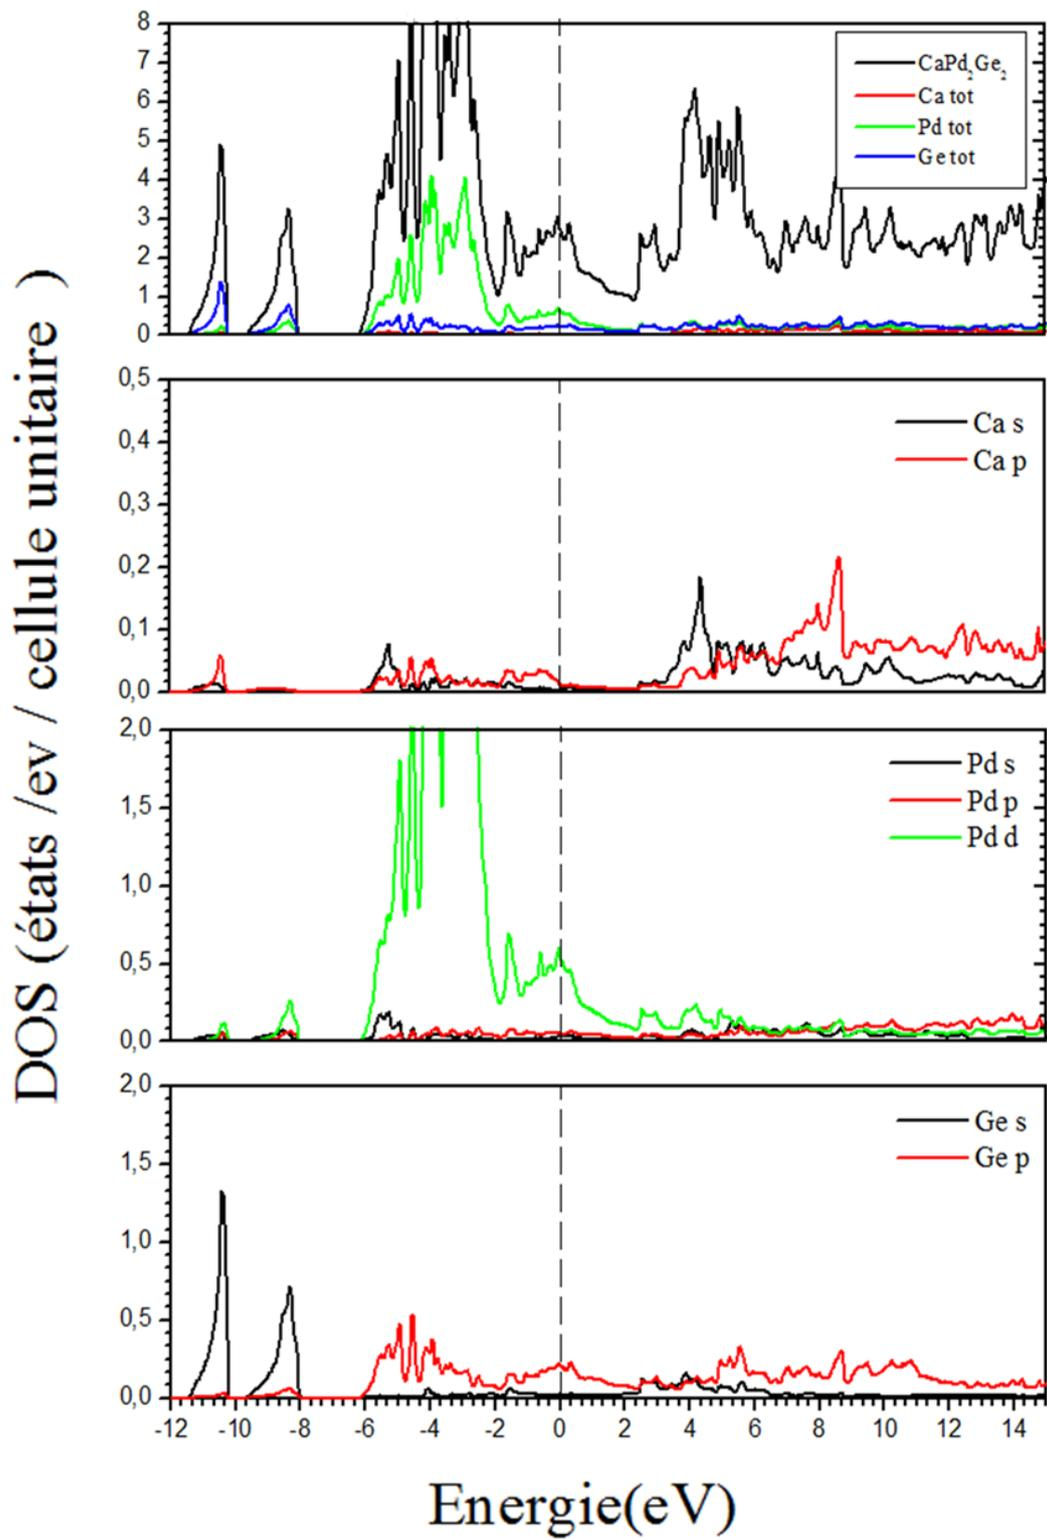 DOS (états /ev / cellule unitaire )
8
7
6
5
4
3
2
1
0
CaPd₂Ge₂
Ca tot
Pd tot
Ge tot
0,5
0,4
0,3
0,2
0,1
0,0
Ca s
Ca p
2,0
1,5
1,0
0,5
0,0
Pd s
Pd p
Pd d
2,0
1,5
1,0
0,5
0,0
Ge s
Ge p
-12 -10 -8 -6 -4 -2 0 2 4 6 8 10 12 14
Energie(eV)